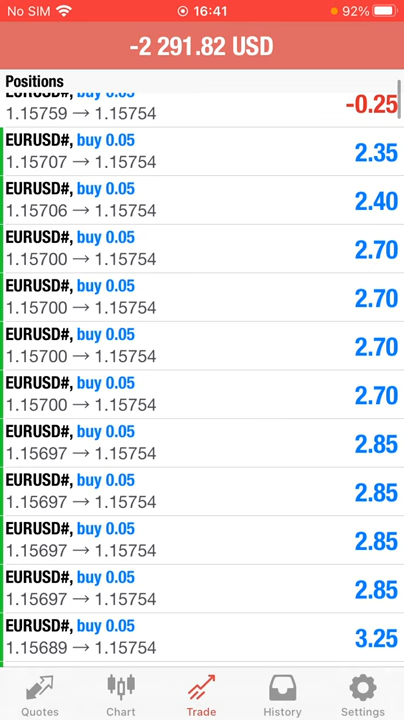 No SIM 16:41 92%
-2 291.82 USD
Positions
EURUSD#, buy 0.05
1.15759 → 1.15754 -0.25
EURUSD#, buy 0.05
1.15707 → 1.15754 2.35
EURUSD#, buy 0.05
1.15706 → 1.15754 2.40
EURUSD#, buy 0.05
1.15700 → 1.15754 2.70
EURUSD#, buy 0.05
1.15700 → 1.15754 2.70
EURUSD#, buy 0.05
1.15700 → 1.15754 2.70
EURUSD#, buy 0.05
1.15700 → 1.15754 2.70
EURUSD#, buy 0.05
1.15697 → 1.15754 2.85
EURUSD#, buy 0.05
1.15697 → 1.15754 2.85
EURUSD#, buy 0.05
1.15697 → 1.15754 2.85
EURUSD#, buy 0.05
1.15697 → 1.15754 2.85
EURUSD#, buy 0.05
1.15689 → 1.15754 3.25
Quotes Chart Trade History Settings